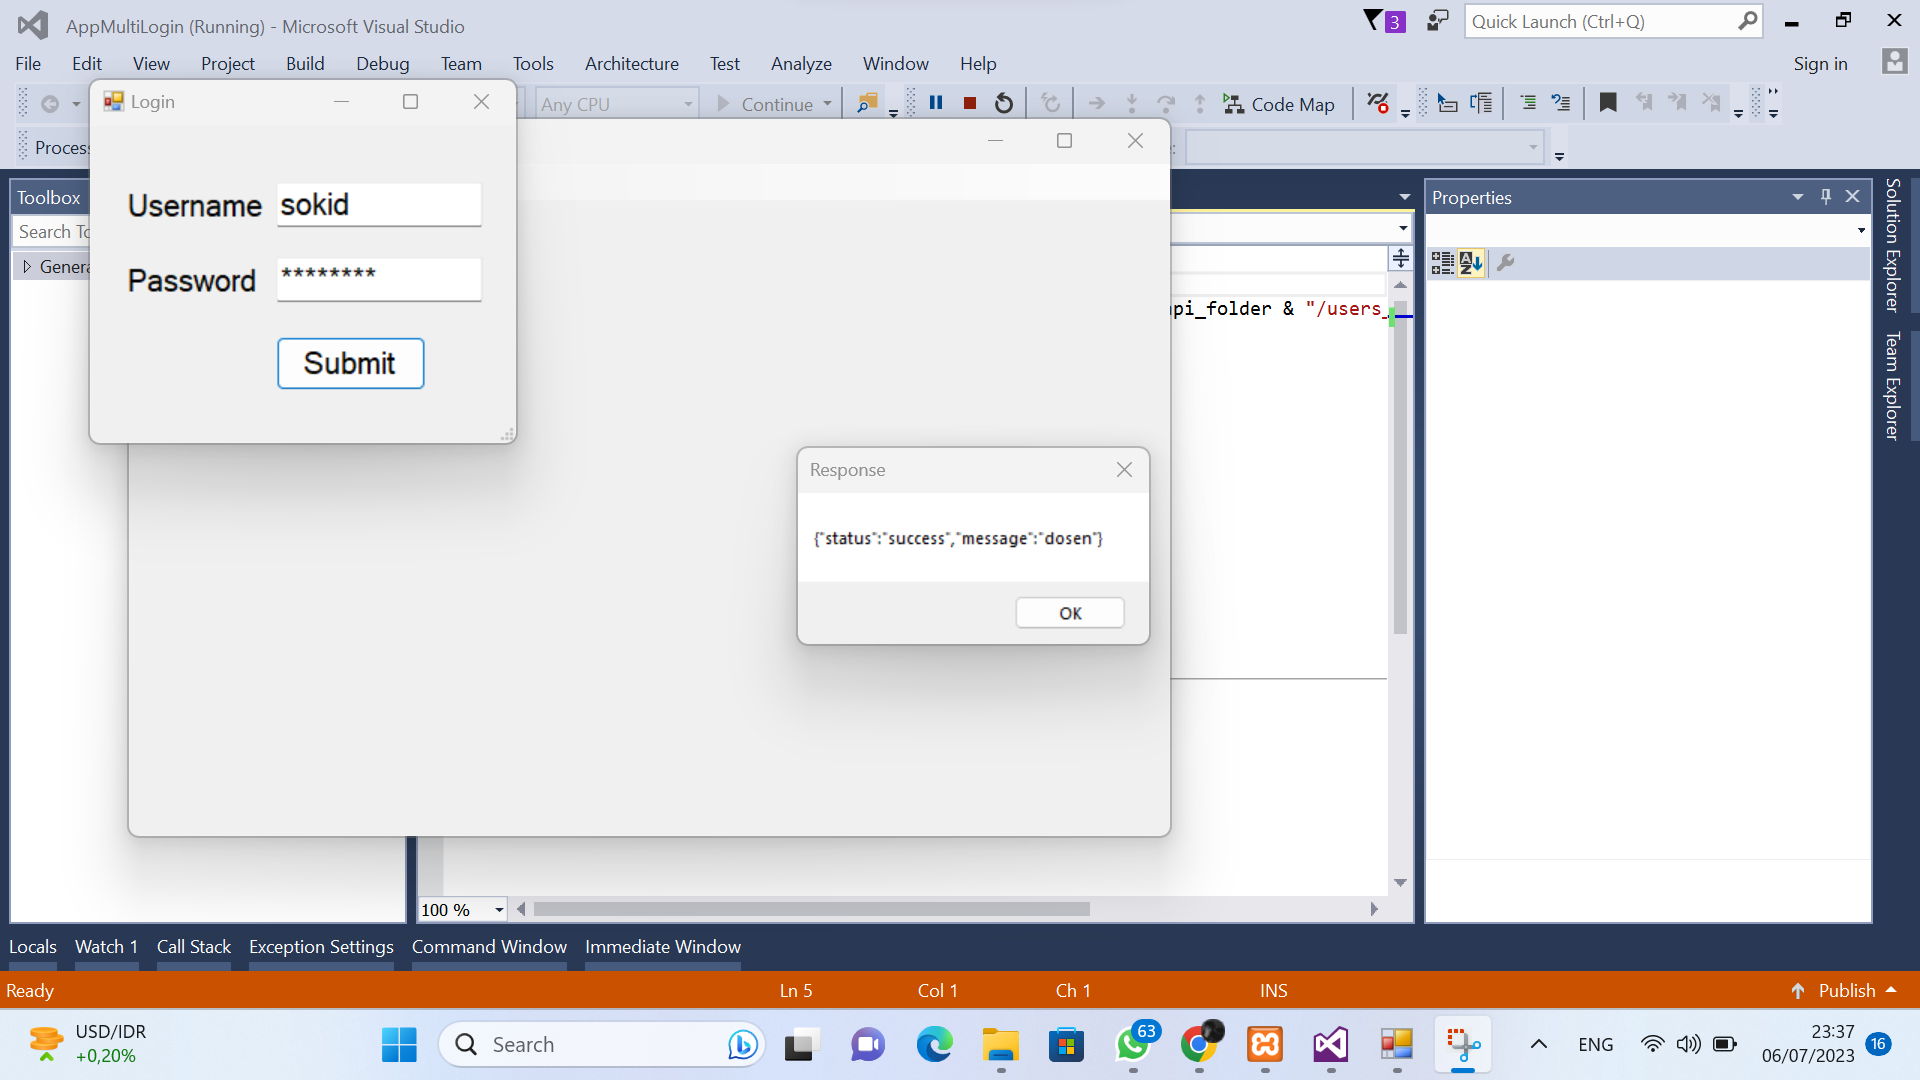 AppMultiLogin (Running) - Microsoft Visual Studio
3
Quick Launch (Ctrl+Q)
File Edit View Project Build Debug Team Tools Architecture Test Analyze Window Help
Sign in
Any CPU
Continue
Code Map
Process
Login
Username sokid
Password ********
Submit
Toolbox
Search To
Genera
api_folder & "/users_
Response
{"status":"success","message":"dosen"}
OK
Properties
Solution Explorer
Team Explorer
100 %
Locals Watch 1 Call Stack Exception Settings Command Window Immediate Window
Ready Ln 5 Col 1 Ch 1 INS Publish
USD/IDR
+0,20%
Search
63
ENG
23:37
06/07/2023
16